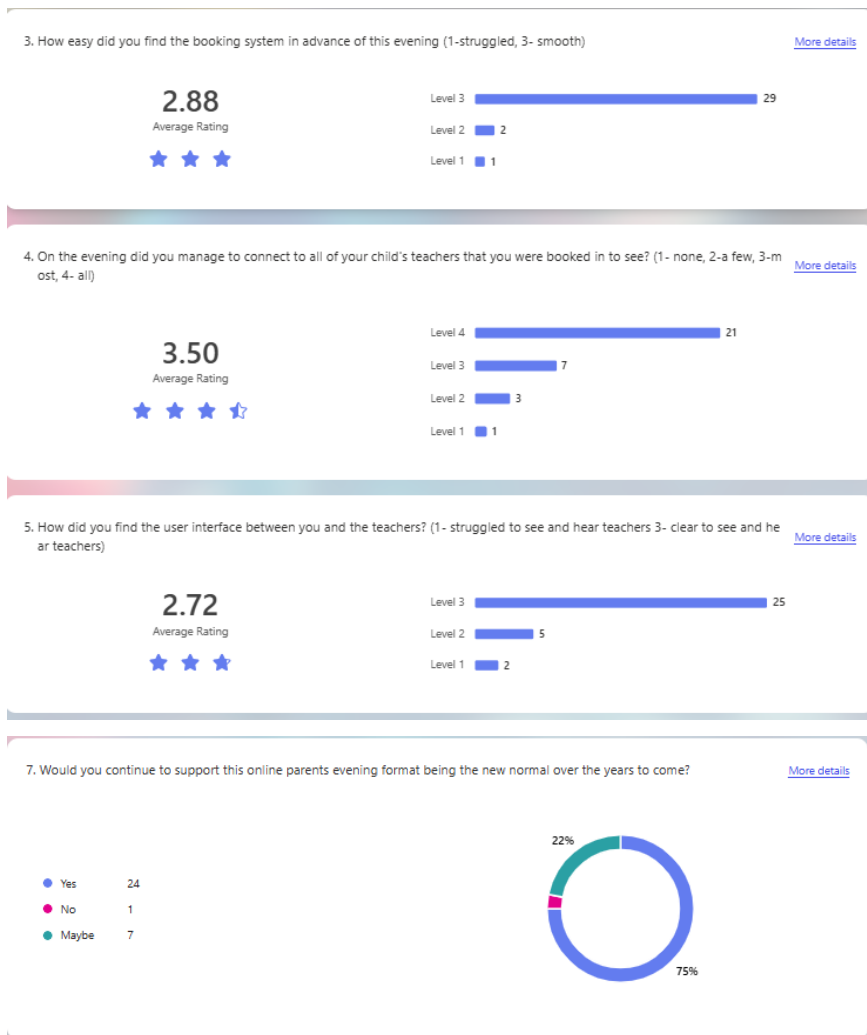 3. How easy did you find the booking system in advance of this evening (1-struggled, 3- smooth)
More details
2.88
Average Rating
Level 3 29
Level 2 2
Level 1 1
4. On the evening did you manage to connect to all of your child's teachers that you were booked in to see? (1- none, 2-a few, 3-m
ost, 4- all)
More details
3.50
Average Rating
Level 4 21
Level 3 7
Level 2 3
Level 1 1
5. How did you find the user interface between you and the teachers? (1- struggled to see and hear teachers 3- clear to see and he
ar teachers)
More details
2.72
Average Rating
Level 3 25
Level 2 5
Level 1 2
7. Would you continue to support this online parents evening format being the new normal over the years to come?
More details
Yes 24
No 1
Maybe 7
22%
75%